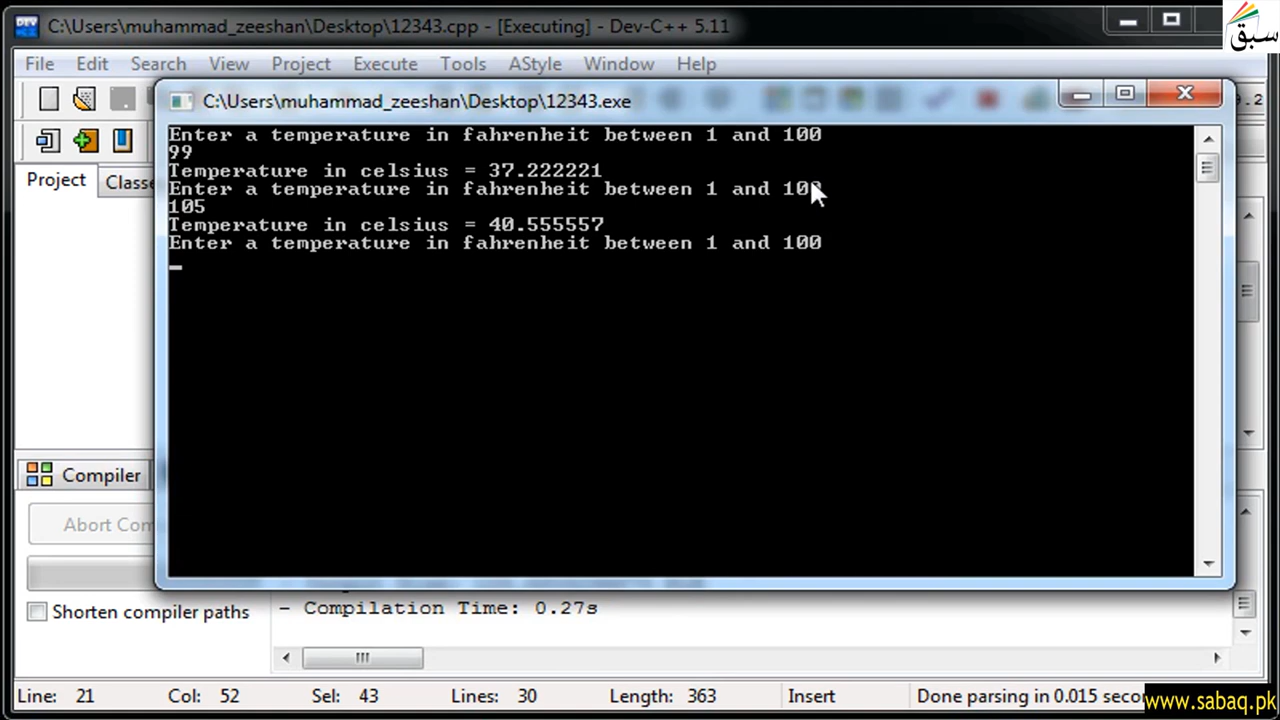 سبق
DEV
C:\Users\muhammad_zeeshan\Desktop\12343.cpp - [Executing] - Dev-C++ 5.11
File Edit Search View Project Execute Tools AStyle Window Help
C:\Users\muhammad_zeeshan\Desktop\12343.exe
Enter a temperature in fahrenheit between 1 and 100
99
Temperature in celsius = 37.222221
Enter a temperature in fahrenheit between 1 and 100
105
Temperature in celsius = 40.555557
Enter a temperature in fahrenheit between 1 and 100
Project Classe
Compiler
Abort Com
Shorten compiler paths
- Compilation Time: 0.27s
Line: 21 Col: 52 Sel: 43 Lines: 30 Length: 363 Insert Done parsing in 0.015 seco
www.sabaq.pk